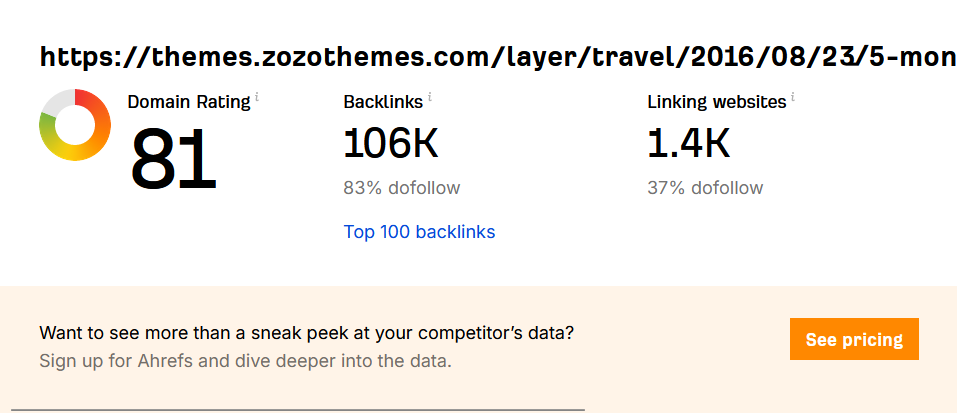 https://themes.zozothemes.com/layer/travel/2016/08/23/5-mon
Domain Rating i
Backlinks i
Linking websites i
81
106K
1.4K
83% dofollow
37% dofollow
Top 100 backlinks
Want to see more than a sneak peek at your competitor's data?
Sign up for Ahrefs and dive deeper into the data.
See pricing